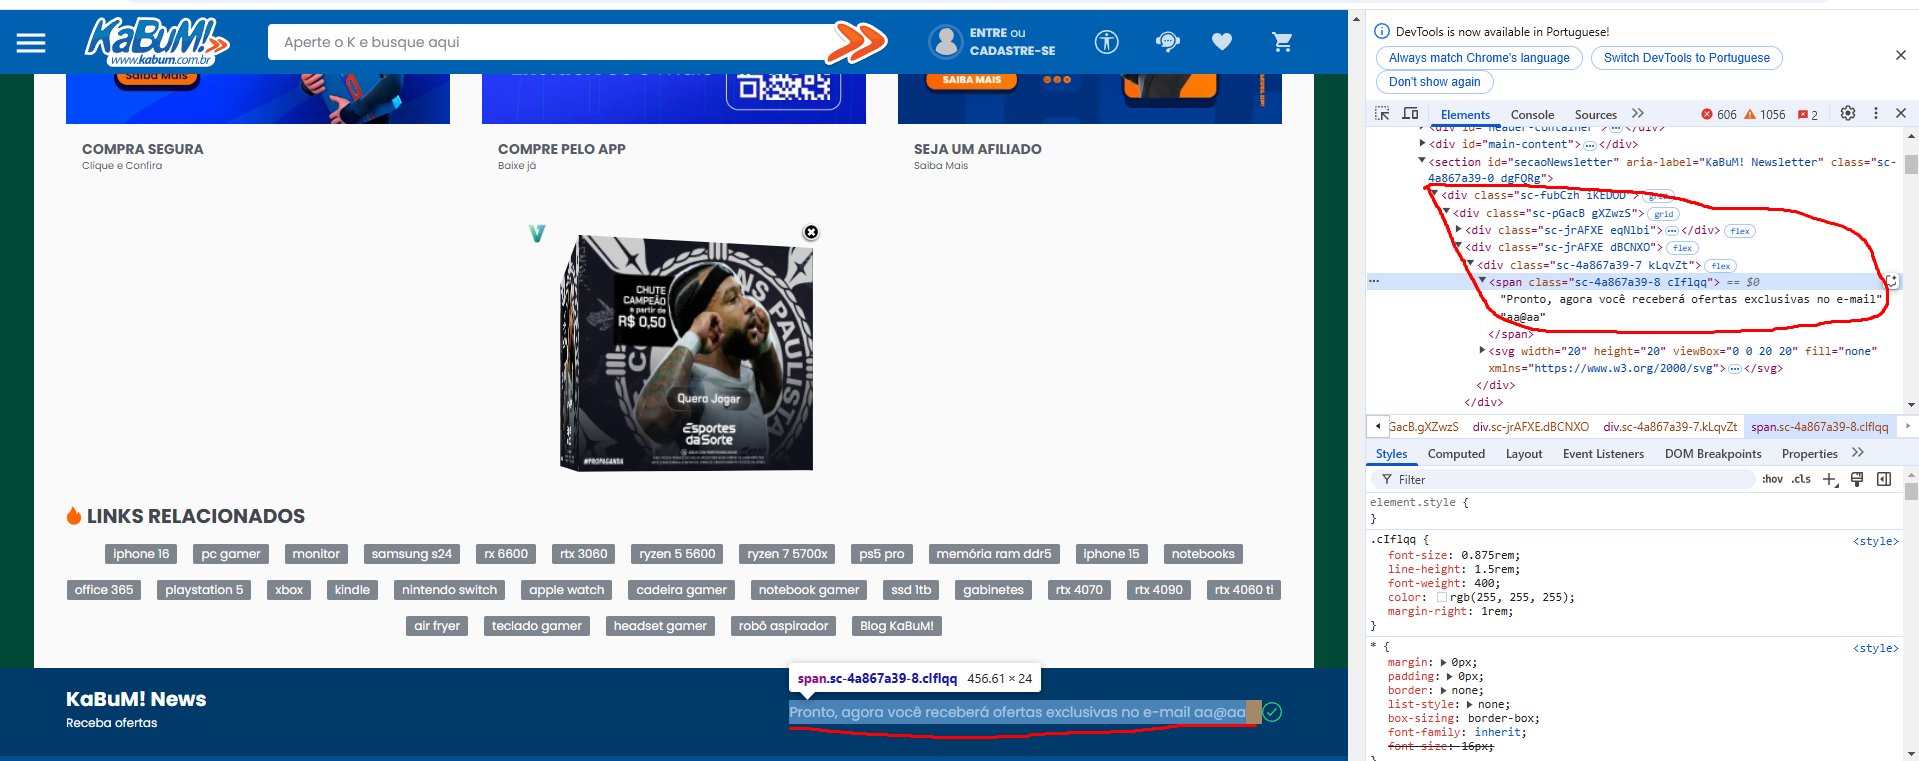 KaBuM!
www.kabum.com.br
Aperte o K e busque aqui
ENTRE ou
CADASTRE-SE
Saiba Mais
SAIBA MAIS
COMPRA SEGURA
Clique e Confira
COMPRE PELO APP
Baixe já
SEJA UM AFILIADO
Saiba Mais
CHUTE
CAMPEÃO
a partir de
R$ 0,50
Quero Jogar
Esportes
da Sorte
#PROPAGANDA
LINKS RELACIONADOS
iphone 16 pc gamer monitor samsung s24 rx 6600 rtx 3060 ryzen 5 5600 ryzen 7 5700x ps5 pro memória ram ddr5 iphone 15 notebooks
office 365 playstation 5 xbox kindle nintendo switch apple watch cadeira gamer notebook gamer ssd 1tb gabinetes rtx 4070 rtx 4090 rtx 4060 ti
air fryer teclado gamer headset gamer robô aspirador Blog KaBuM!
span.sc-4a867a39-8.cIflqq 456.61 × 24
KaBuM! News
Receba ofertas
Pronto, agora você receberá ofertas exclusivas no e-mail aa@aa
DevTools is now available in Portuguese!
Always match Chrome's language Switch DevTools to Portuguese
Don't show again
Elements Console Sources 606 1056 2
<div id="header-container"> </div>
<div id="main-content"> </div>
<section id="secaoNewsletter" aria-label="KaBuM! Newsletter" class="sc-
4a867a39-0 dgFQRg">
<div class="sc-fubCzh iKEDOD"> grid
<div class="sc-pGacB gXZwzS"> grid
<div class="sc-jrAFXE eqNlbi"> </div> flex
<div class="sc-jrAFXE dBCNXO"> flex
<div class="sc-4a867a39-7 kLqvZt"> flex
<span class="sc-4a867a39-8 cIflqq"> == $0
"Pronto, agora você receberá ofertas exclusivas no e-mail"
"aa@aa"
</span>
<svg width="20" height="20" viewBox="0 0 20 20" fill="none"
xmlns="https://www.w3.org/2000/svg"> </svg>
</div>
</div>
GacB.gXZwzS div.sc-jrAFXE.dBCNXO div.sc-4a867a39-7.kLqvZt span.sc-4a867a39-8.cIflqq
Styles Computed Layout Event Listeners DOM Breakpoints Properties
Filter :hov .cls
element.style {
}
.cIflqq { <style>
font-size: 0.875rem;
line-height: 1.5rem;
font-weight: 400;
color: rgb(255, 255, 255);
margin-right: 1rem;
}
* { <style>
margin: 0px;
padding: 0px;
border: none;
list-style: none;
box-sizing: border-box;
font-family: inherit;
font-size: 16px;
}